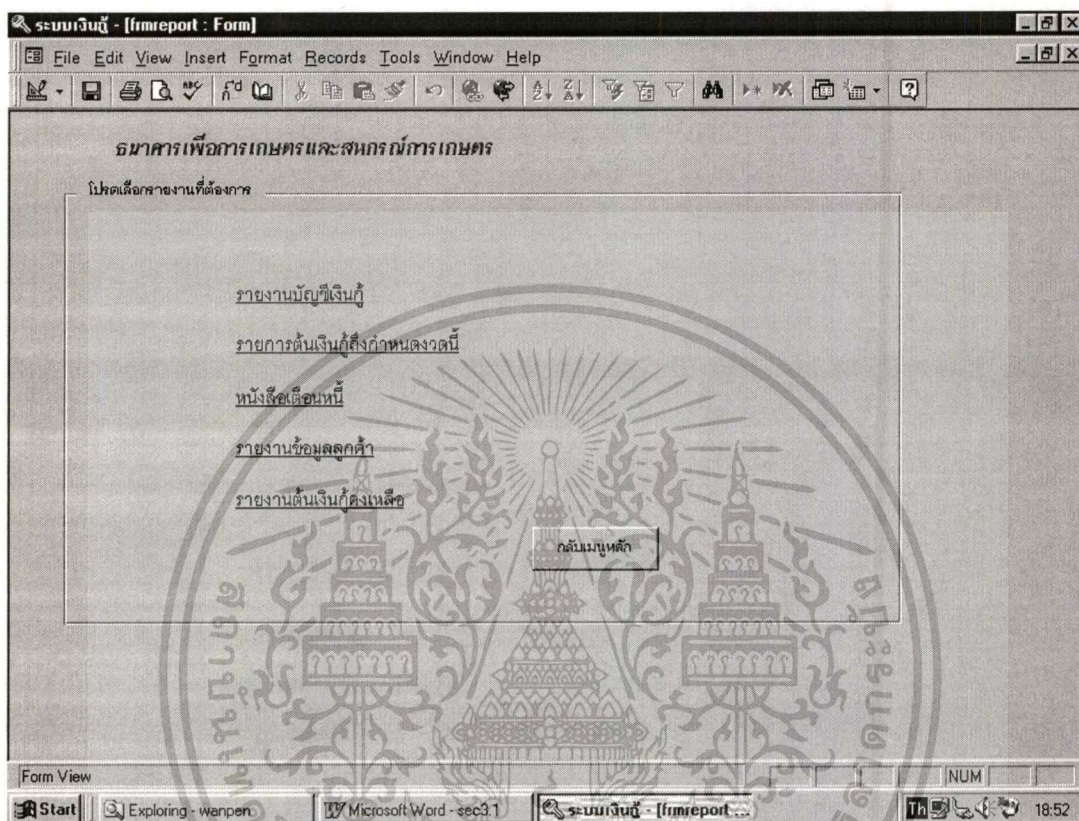 ระบบเงินกู้ - [frmreport : Form]
File Edit View Insert Format Records Tools Window Help
ธนาคารเพื่อการเกษตรและสหกรณ์การเกษตร
โปรดเลือกรายงานที่ต้องการ
รายงานบัญชีเงินกู้
รายการต้นเงินกู้ถึงกำหนดงวดนี้
หนังสือเตือนหนี้
รายงานข้อมูลลูกค้า
รายงานต้นเงินกู้คงเหลือ
กลับเมนูหลัก
Form View NUM
Start Exploring - wanpen Microsoft Word - sec3.1 ระบบเงินกู้ - [frmreport ... Th 18:52